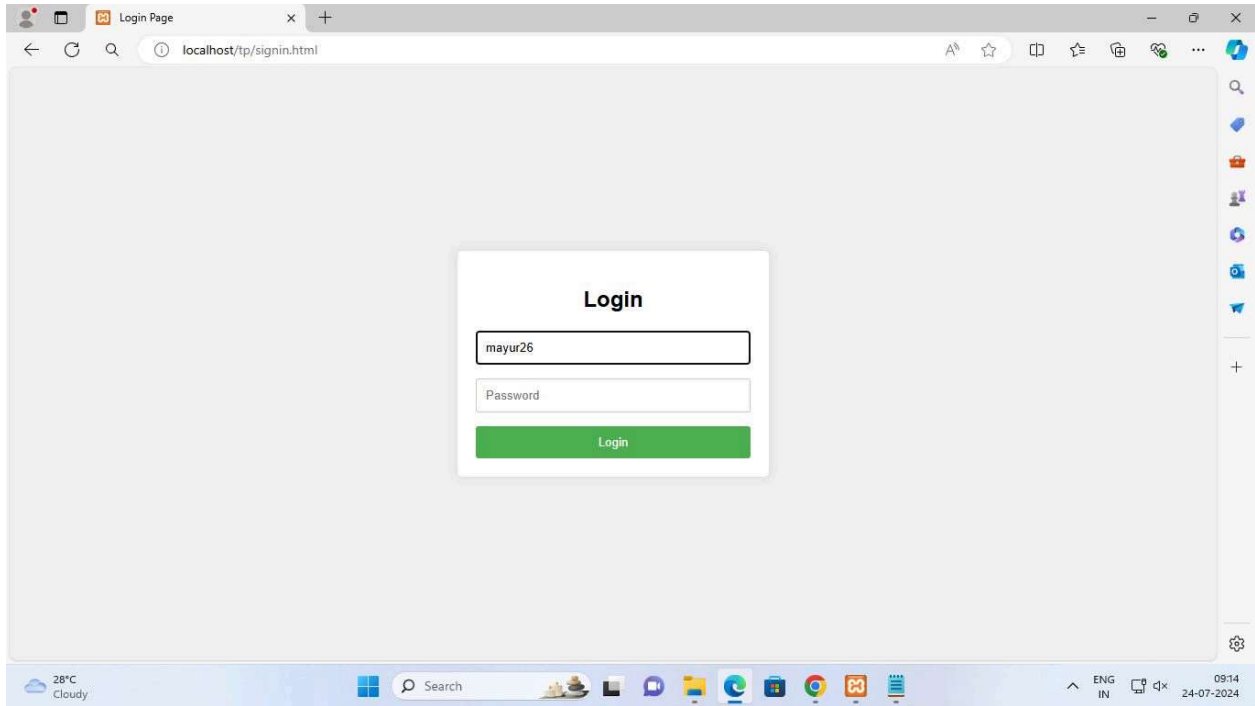 Login Page
localhost/tp/signin.html
Login
mayur26
Password
Login
28°C
Cloudy
Search
ENG
IN
09:14
24-07-2024